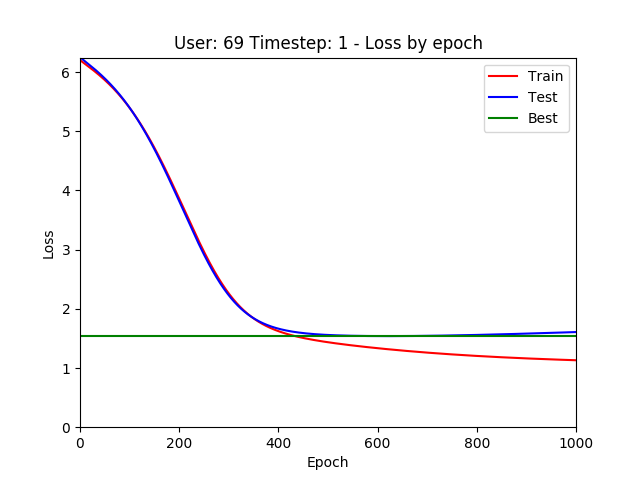 User: 69 Timestep: 1 - Loss by epoch
Train
Test
Best
6
5
4
3
2
1
0
Loss
0 200 400 600 800 1000
Epoch